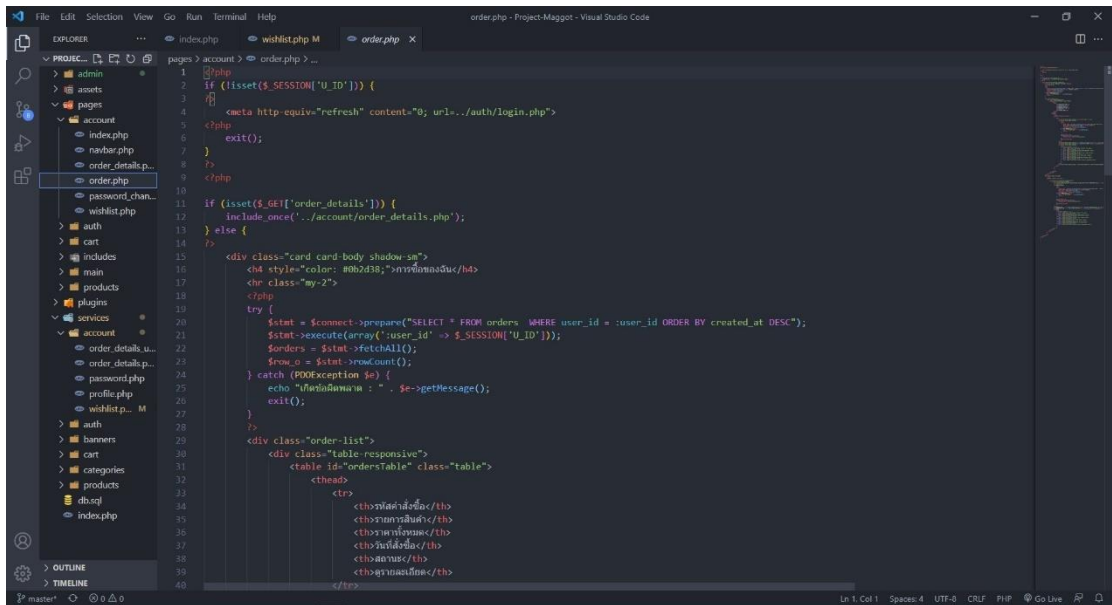 File Edit Selection View Go Run Terminal Help
order.php - Project-Maggot - Visual Studio Code
EXPLORER
index.php
wishlist.php M
order.php
PROJEC...
admin
assets
pages
account
index.php
navbar.php
order_details.p...
order.php
password_chan...
wishlist.php
auth
cart
includes
main
products
plugins
services
account
order_details_u...
order_details.p...
password.php
profile.php
wishlist.p... M
auth
banners
cart
categories
products
db.sql
index.php
OUTLINE
TIMELINE
pages > account > order.php > ...
1 <?php
2 if (!isset($_SESSION['U_ID'])) {
3 ?>
4 <meta http-equiv="refresh" content="0; url=../auth/login.php">
5 <?php
6 exit();
7 }
8 ?>
9 <?php
10
11 if (isset($_GET['order_details'])) {
12 include_once('../account/order_details.php');
13 } else {
14 ?>
15 <div class="card card-body shadow-sm">
16 <h4 style="color: #0b2d38;">การซื้อของฉัน</h4>
17 <hr class="my-2">
18 <?php
19 try {
20 $stmt = $connect->prepare("SELECT * FROM orders WHERE user_id = :user_id ORDER BY created_at DESC");
21 $stmt->execute(array(':user_id' => $_SESSION['U_ID']));
22 $orders = $stmt->fetchAll();
23 $row_o = $stmt->rowCount();
24 } catch (PDOException $e) {
25 echo "เกิดข้อผิดพลาด : " . $e->getMessage();
26 exit();
27 }
28 ?>
29 <div class="order-list">
30 <div class="table-responsive">
31 <table id="ordersTable" class="table">
32 <thead>
33 <tr>
34 <th>รหัสคำสั่งซื้อ</th>
35 <th>รายการสินค้า</th>
36 <th>ราคาทั้งหมด</th>
37 <th>วันที่สั่งซื้อ</th>
38 <th>สถานะ</th>
39 <th>ดูรายละเอียด</th>
40 </tr>
master* 0 0 Ln 1, Col 1 Spaces: 4 UTF-8 CRLF PHP Go Live